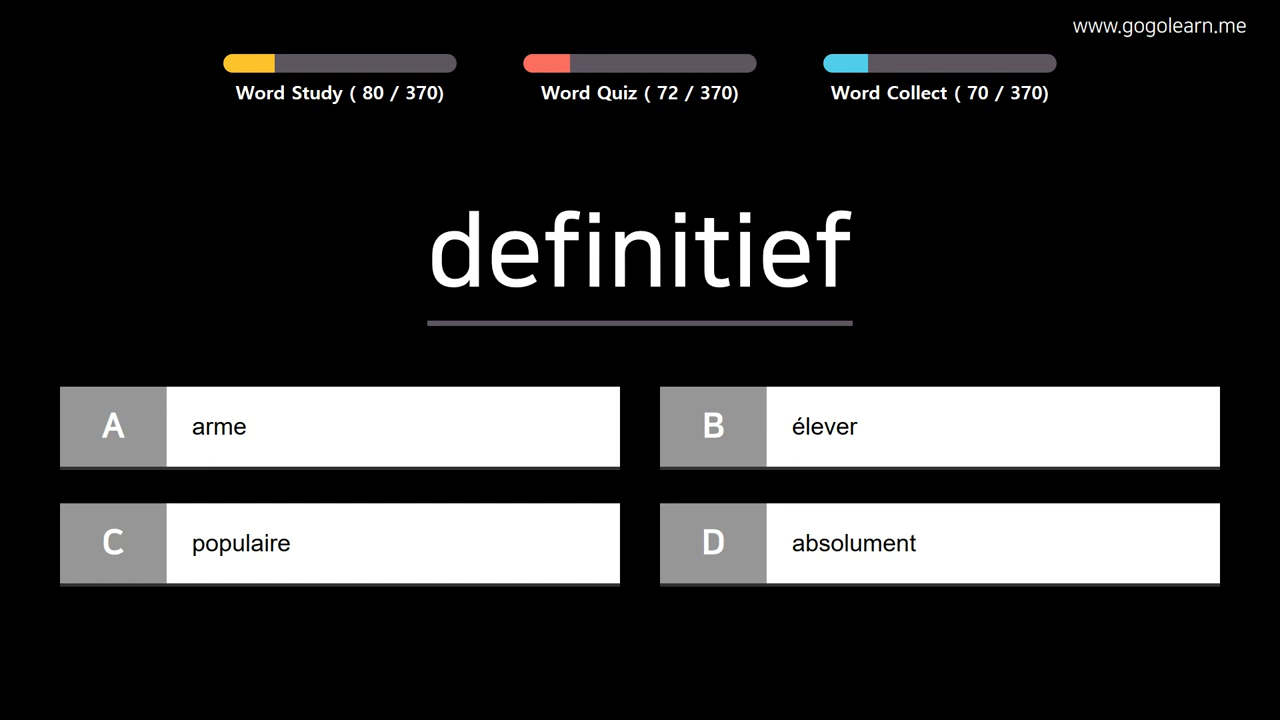 www.gogolearn.me
Word Study ( 80 / 370)
Word Quiz ( 72 / 370)
Word Collect ( 70 / 370)
definitief
A arme
B élever
C populaire
D absolument